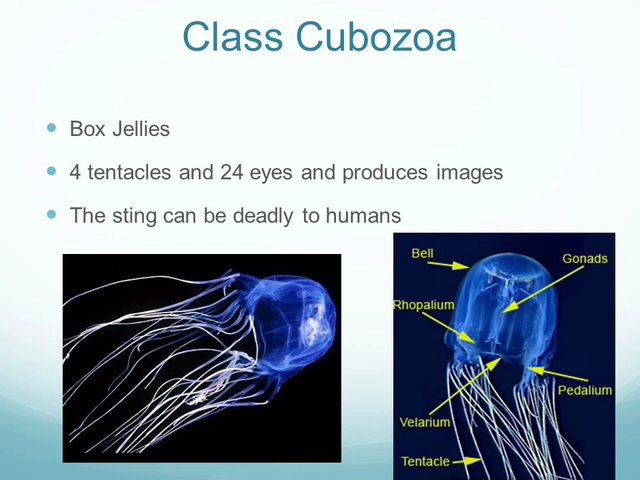 Class Cubozoa
Box Jellies
4 tentacles and 24 eyes and produces images
The sting can be deadly to humans
Bell
Gonads
Rhopalium
Pedalium
Velarium
Tentacle